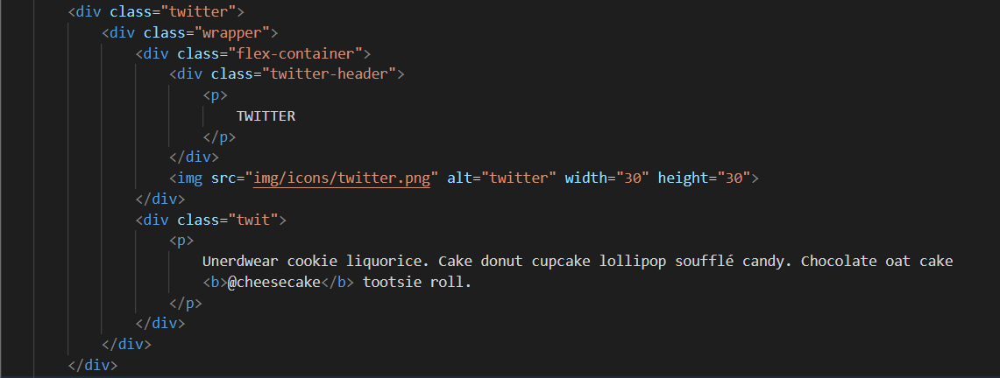 <div class="twitter">
<div class="wrapper">
<div class="flex-container">
<div class="twitter-header">
<p>
TWITTER
</p>
</div>
<img src="img/icons/twitter.png" alt="twitter" width="30" height="30">
</div>
<div class="twit">
<p>
Unerdwear cookie liquorice. Cake donut cupcake lollipop soufflé candy. Chocolate oat cake
<b>@cheesecake</b> tootsie roll.
</p>
</div>
</div>
</div>